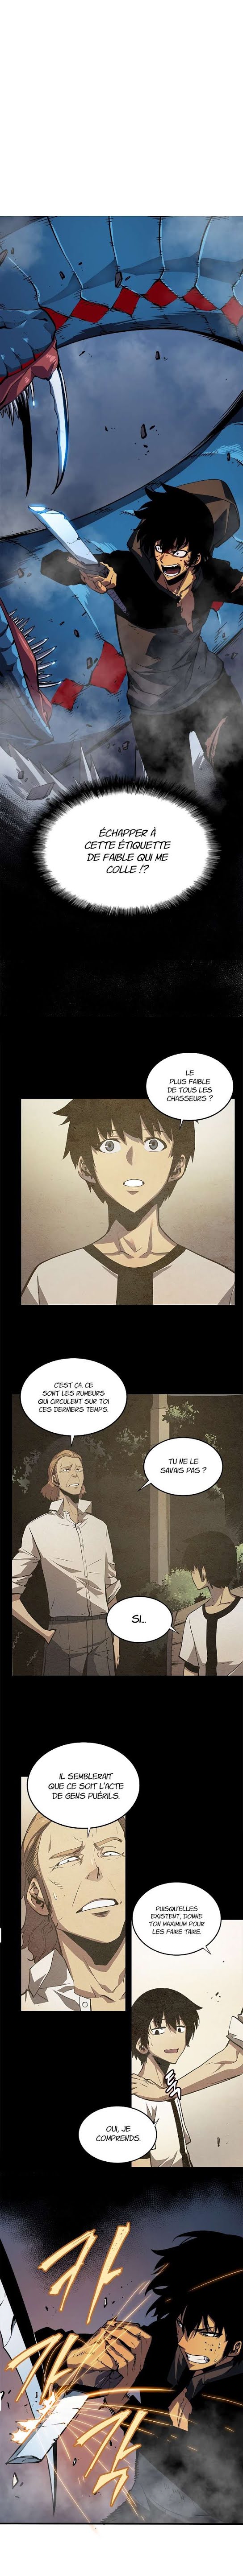 ÉCHAPPER À
CETTE ÉTIQUETTE
DE FAIBLE QUI ME
COLLE !?
LE
PLUS FAIBLE
DE TOUS LES
CHASSEURS ?
C'EST ÇA. CE
SONT LES RUMEURS
QUI CIRCULENT SUR TOI
CES DERNIERS TEMPS.
TU NE LE
SAVAIS PAS ?
SI...
IL SEMBLERAIT
QUE CE SOIT L'ACTE
DE GENS PUÉRILS.
PUISQU'ELLES
EXISTENT, DONNE
TON MAXIMUM POUR
LES FAIRE TAIRE.
OUI, JE
COMPRENDS.